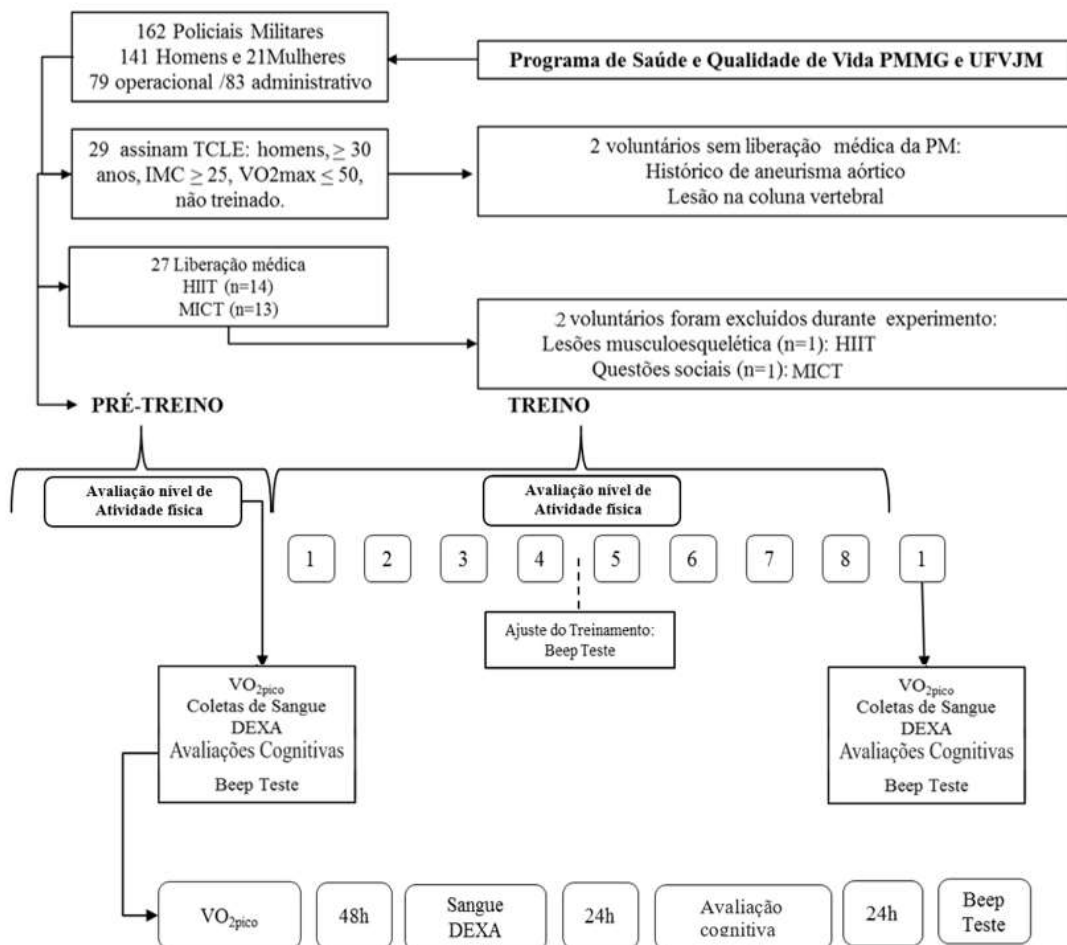 162 Policiais Militares
141 Homens e 21Mulheres
79 operacional /83 administrativo
Programa de Saúde e Qualidade de Vida PMMG e UFVJM
29 assinam TCLE: homens, ≥ 30
anos, IMC ≥ 25, VO2max ≤ 50,
não treinado.
2 voluntários sem liberação médica da PM:
Histórico de aneurisma aórtico
Lesão na coluna vertebral
27 Liberação médica
HIIT (n=14)
MICT (n=13)
2 voluntários foram excluídos durante experimento:
Lesões musculoesquelética (n=1): HIIT
Questões sociais (n=1): MICT
PRÉ-TREINO
TREINO
Avaliação nível de
Atividade física
Avaliação nível de
Atividade física
1 2 3 4 5 6 7 8 1
Ajuste do Treinamento:
Beep Teste
VO2pico
Coletas de Sangue
DEXA
Avaliações Cognitivas
Beep Teste
VO2pico
Coletas de Sangue
DEXA
Avaliações Cognitivas
Beep Teste
VO2pico
48h
Sangue
DEXA
24h
Avaliação
cognitiva
24h
Beep
Teste